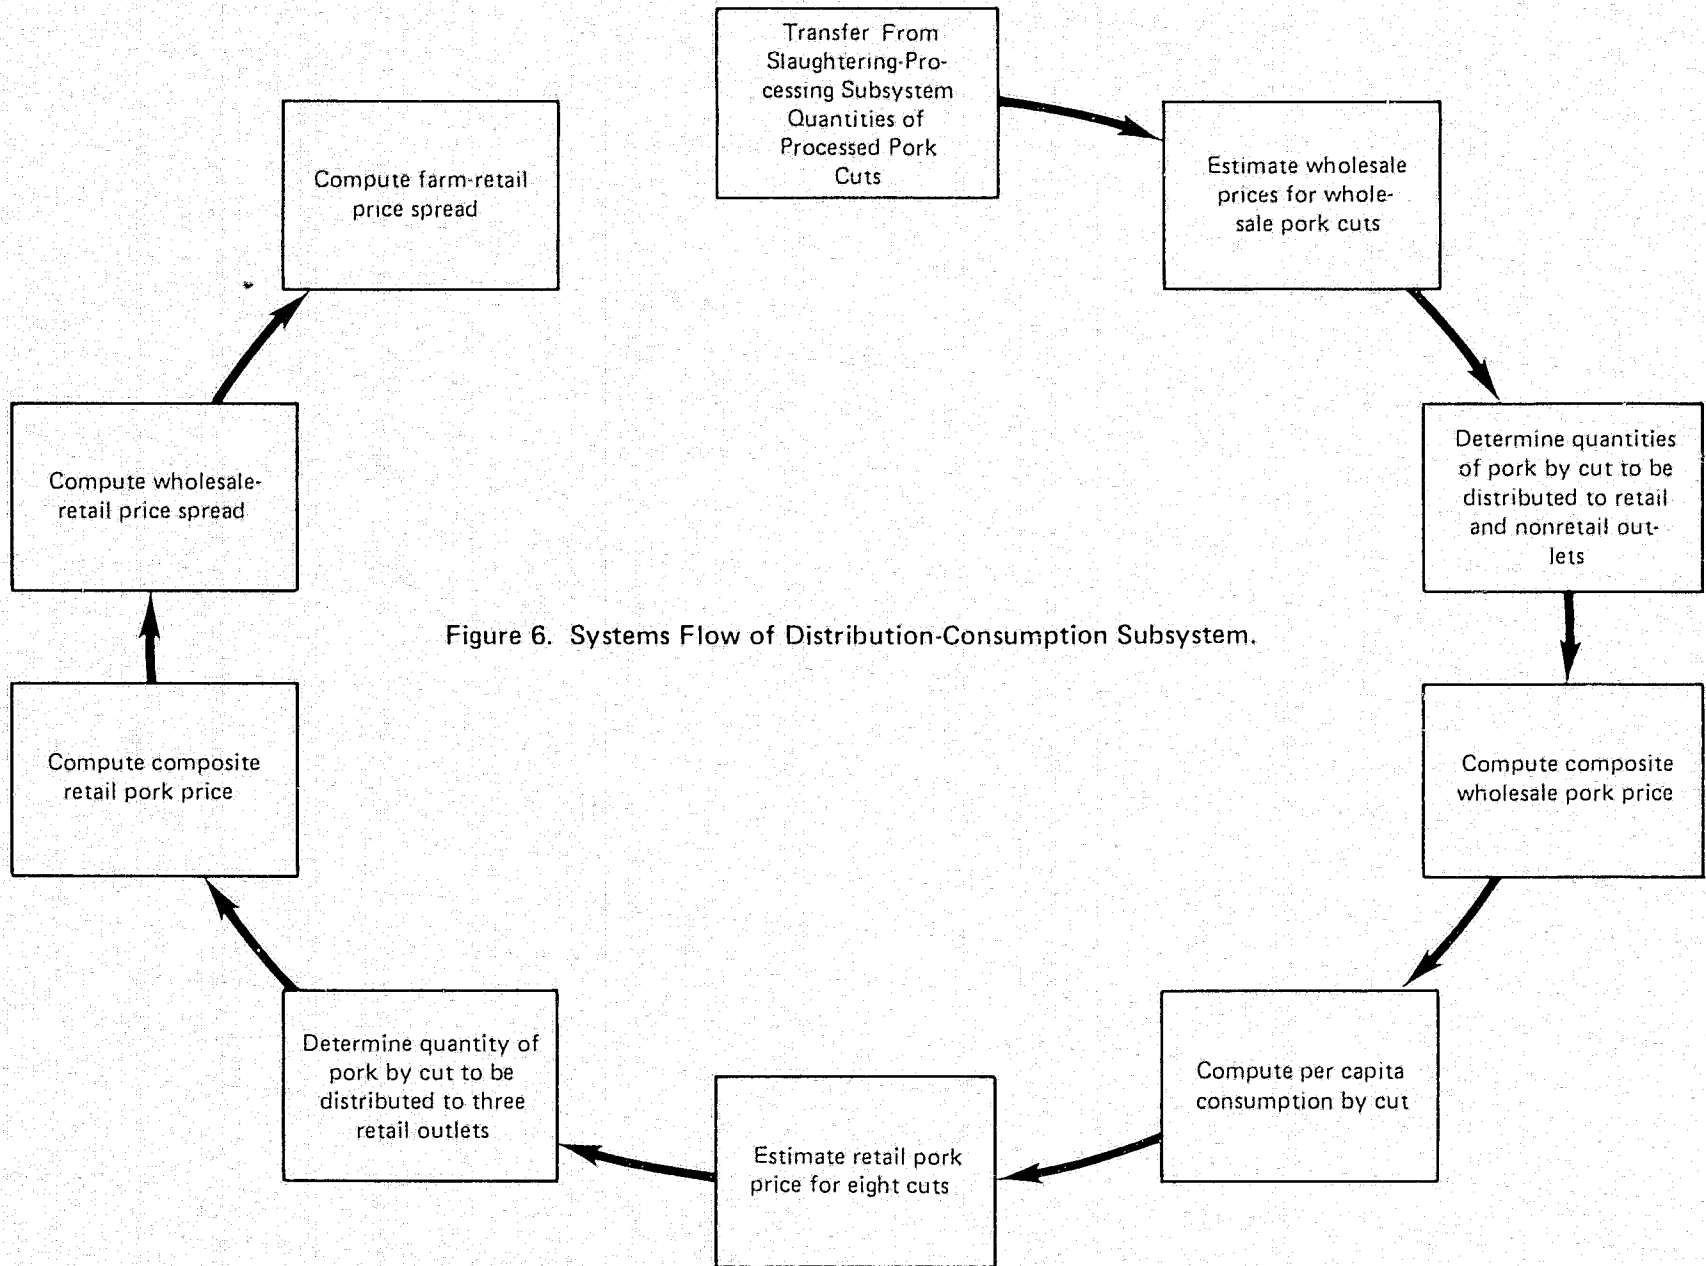 Transfer From
Slaughtering-Pro-
cessing Subsystem
Quantities of
Processed Pork
Cuts
Estimate wholesale
prices for whole-
sale pork cuts
Determine quantities
of pork by cut to be
distributed to retail
and nonretail out-
lets
Compute composite
wholesale pork price
Compute per capita
consumption by cut
Estimate retail pork
price for eight cuts
Determine quantity of
pork by cut to be
distributed to three
retail outlets
Compute composite
retail pork price
Compute wholesale-
retail price spread
Compute farm-retail
price spread
Figure 6. Systems Flow of Distribution-Consumption Subsystem.